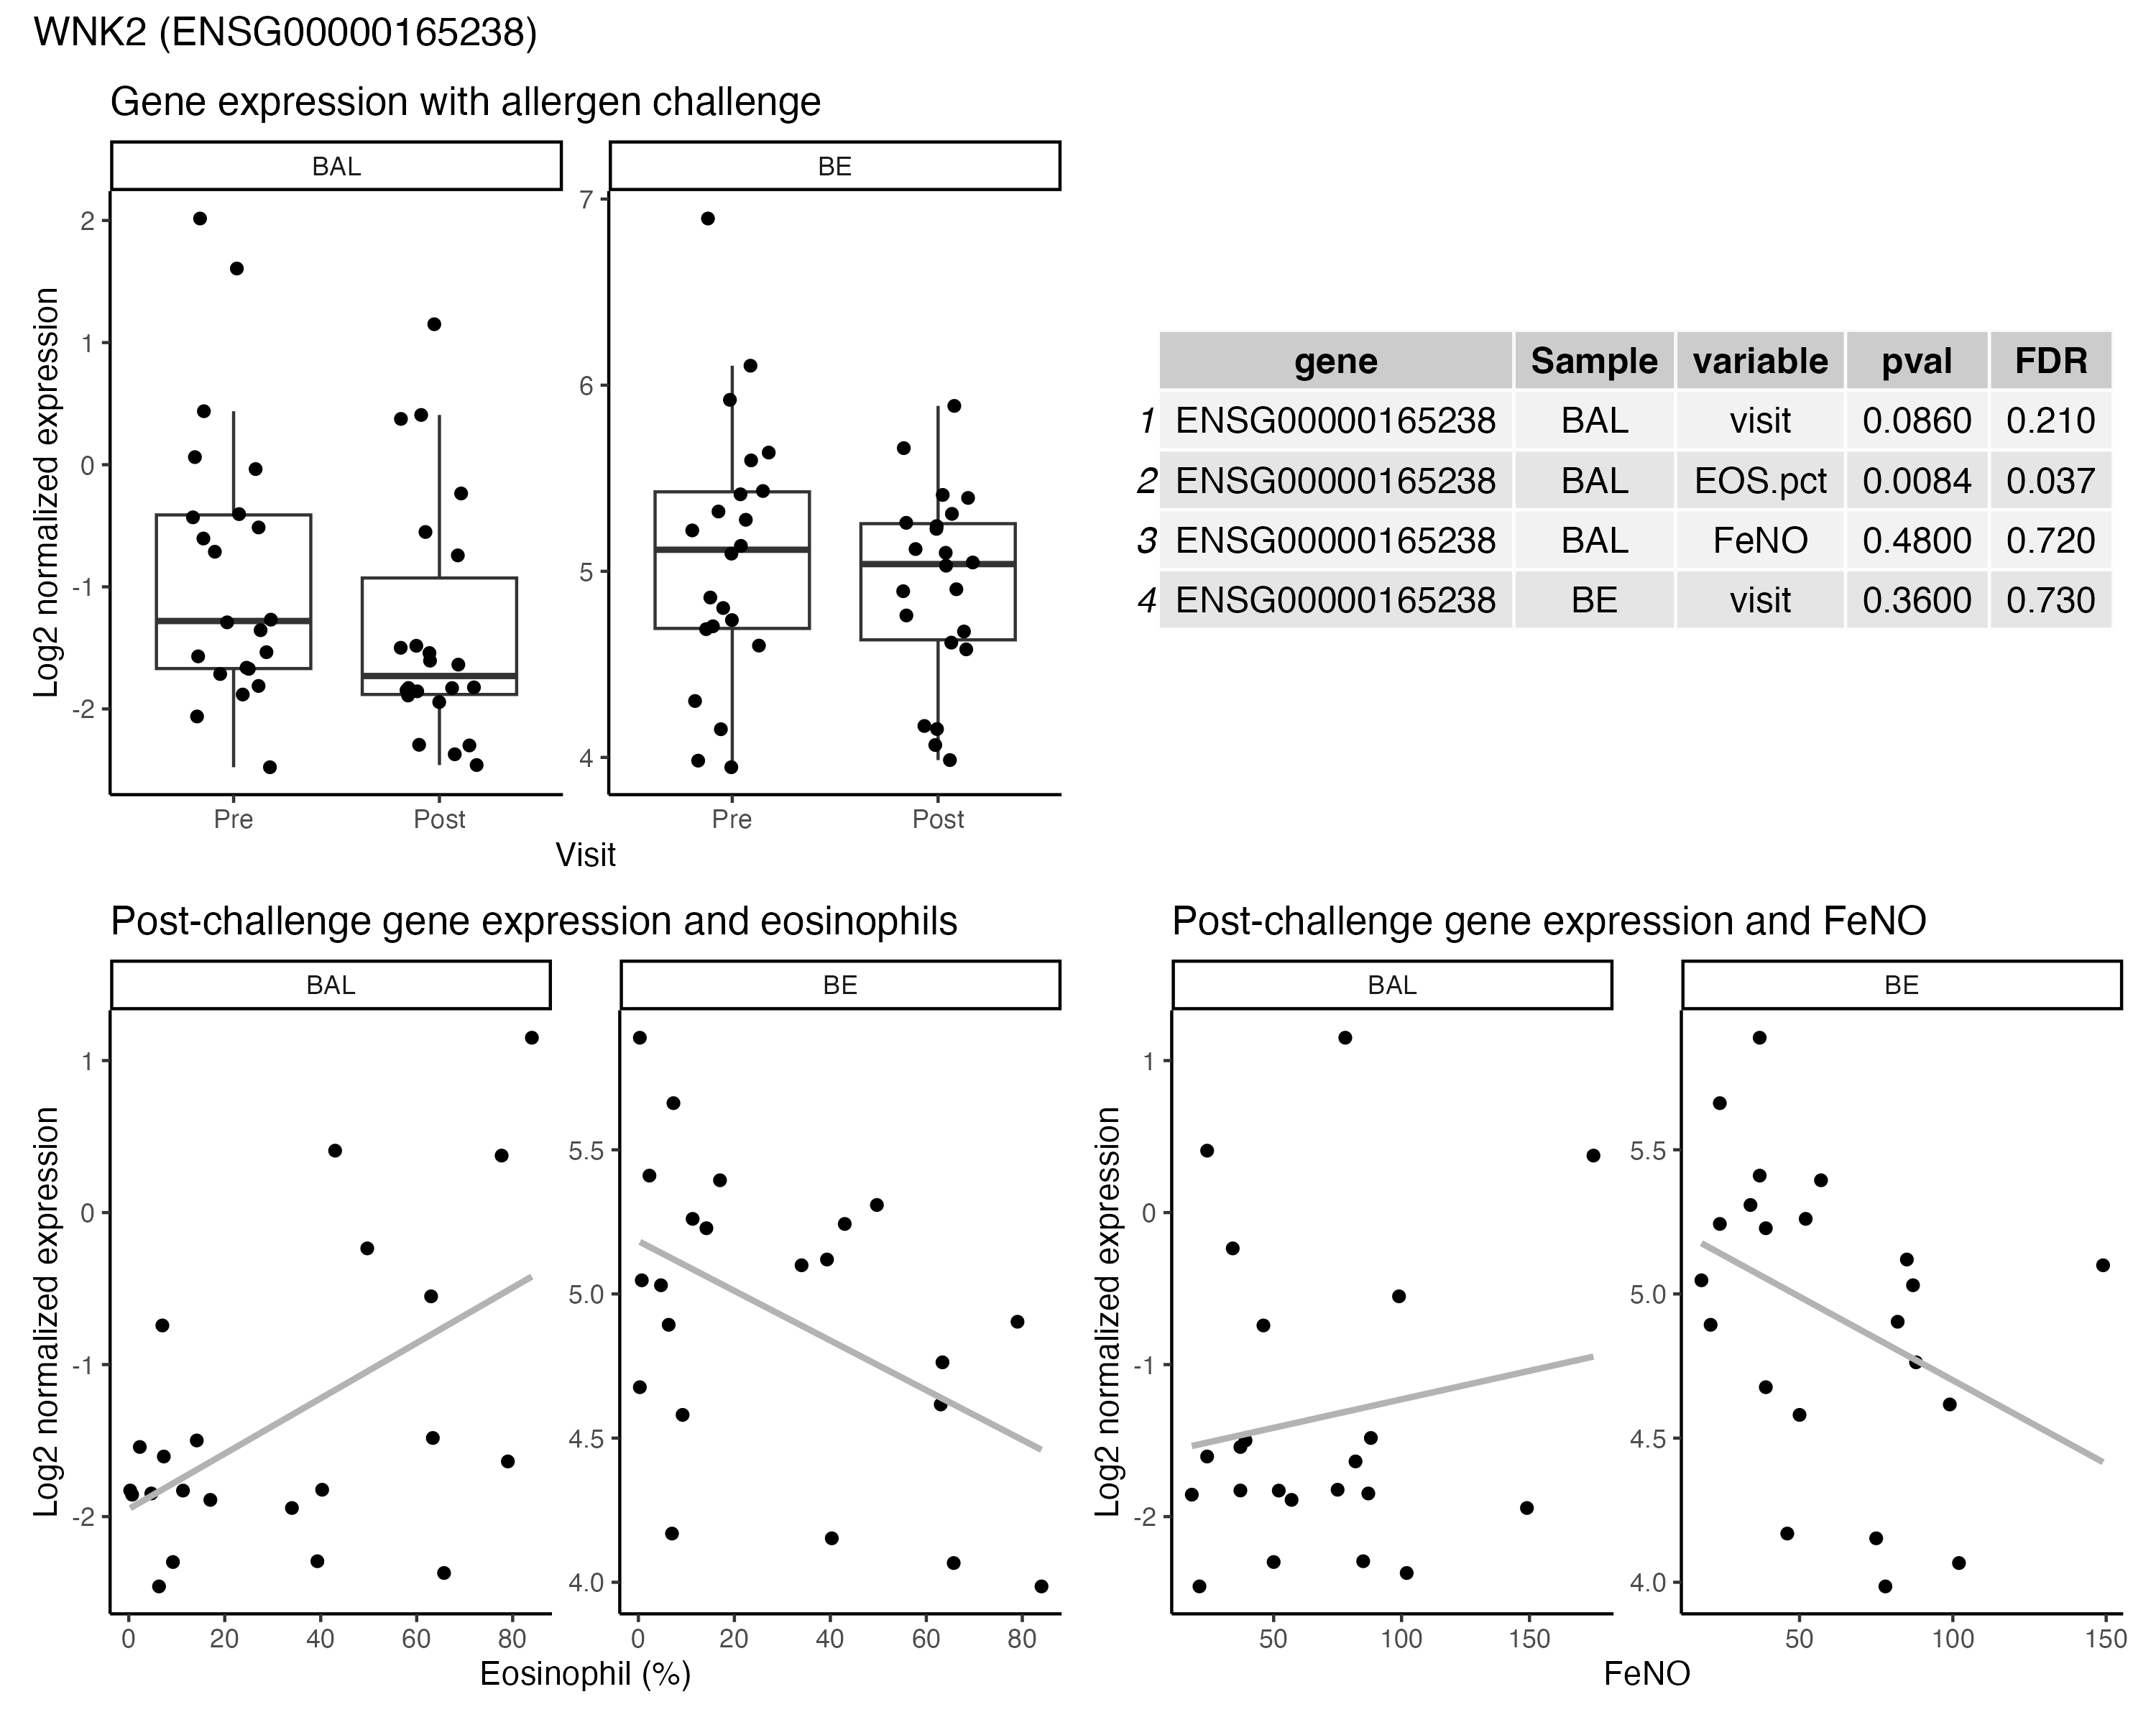 WNK2 (ENSG00000165238)
Gene expression with allergen challenge
BAL BE
Log2 normalized expression
2
1
0
-1
-2
7
6
5
4
Pre Post Pre Post
Visit
gene Sample variable pval FDR
1 ENSG00000165238 BAL visit 0.0860 0.210
2 ENSG00000165238 BAL EOS.pct 0.0084 0.037
3 ENSG00000165238 BAL FeNO 0.4800 0.720
4 ENSG00000165238 BE visit 0.3600 0.730
Post-challenge gene expression and eosinophils
BAL BE
Log2 normalized expression
1
0
-1
-2
5.5
5.0
4.5
4.0
0 20 40 60 80 0 20 40 60 80
Eosinophil (%)
Post-challenge gene expression and FeNO
BAL BE
Log2 normalized expression
1
0
-1
-2
5.5
5.0
4.5
4.0
50 100 150 50 100 150
FeNO